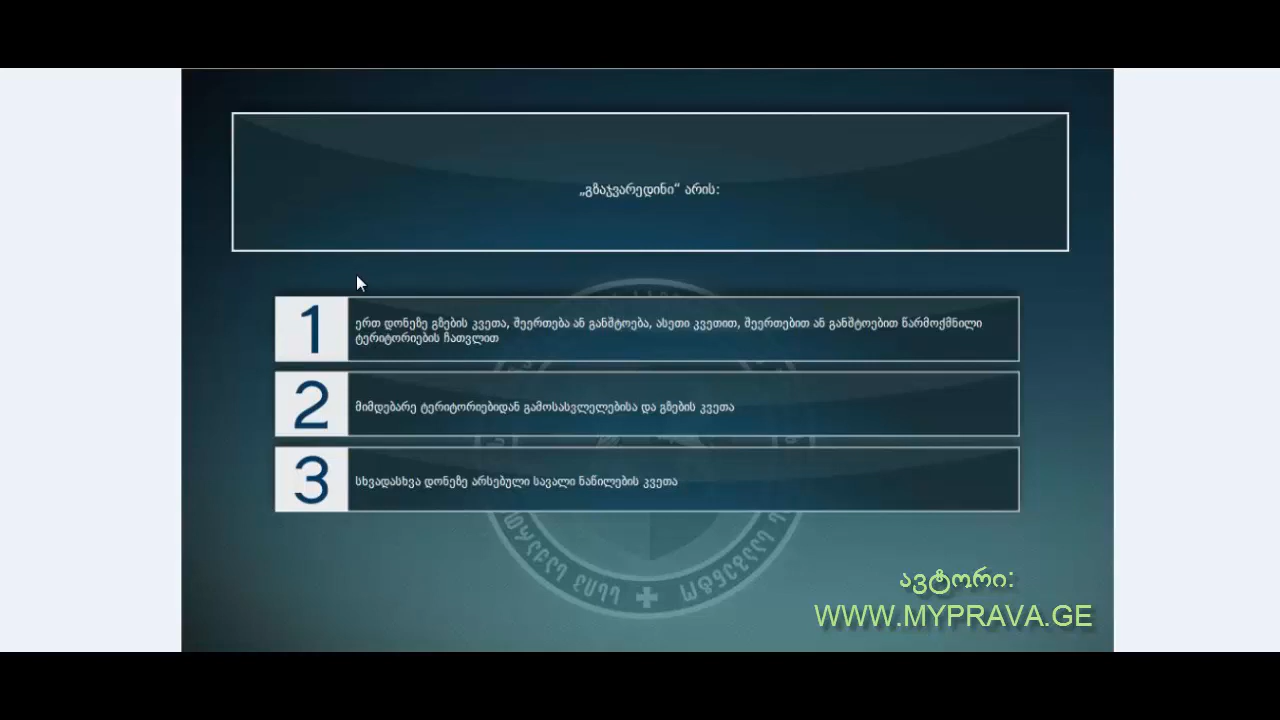 „გზაჯვარედინი“ არის:
1
ერთ დონეზე გზების კვეთა, შეერთება ან განშტოება, ასეთი კვეთით, შეერთებით ან განშტოებით წარმოქმნილი
ტერიტორიების ჩათვლით
2
მიმდებარე ტერიტორიებიდან გამოსასვლელებისა და გზების კვეთა
3
სხვადასხვა დონეზე არსებული სავალი ნაწილების კვეთა
ავტორი:
WWW.MYPRAVA.GE